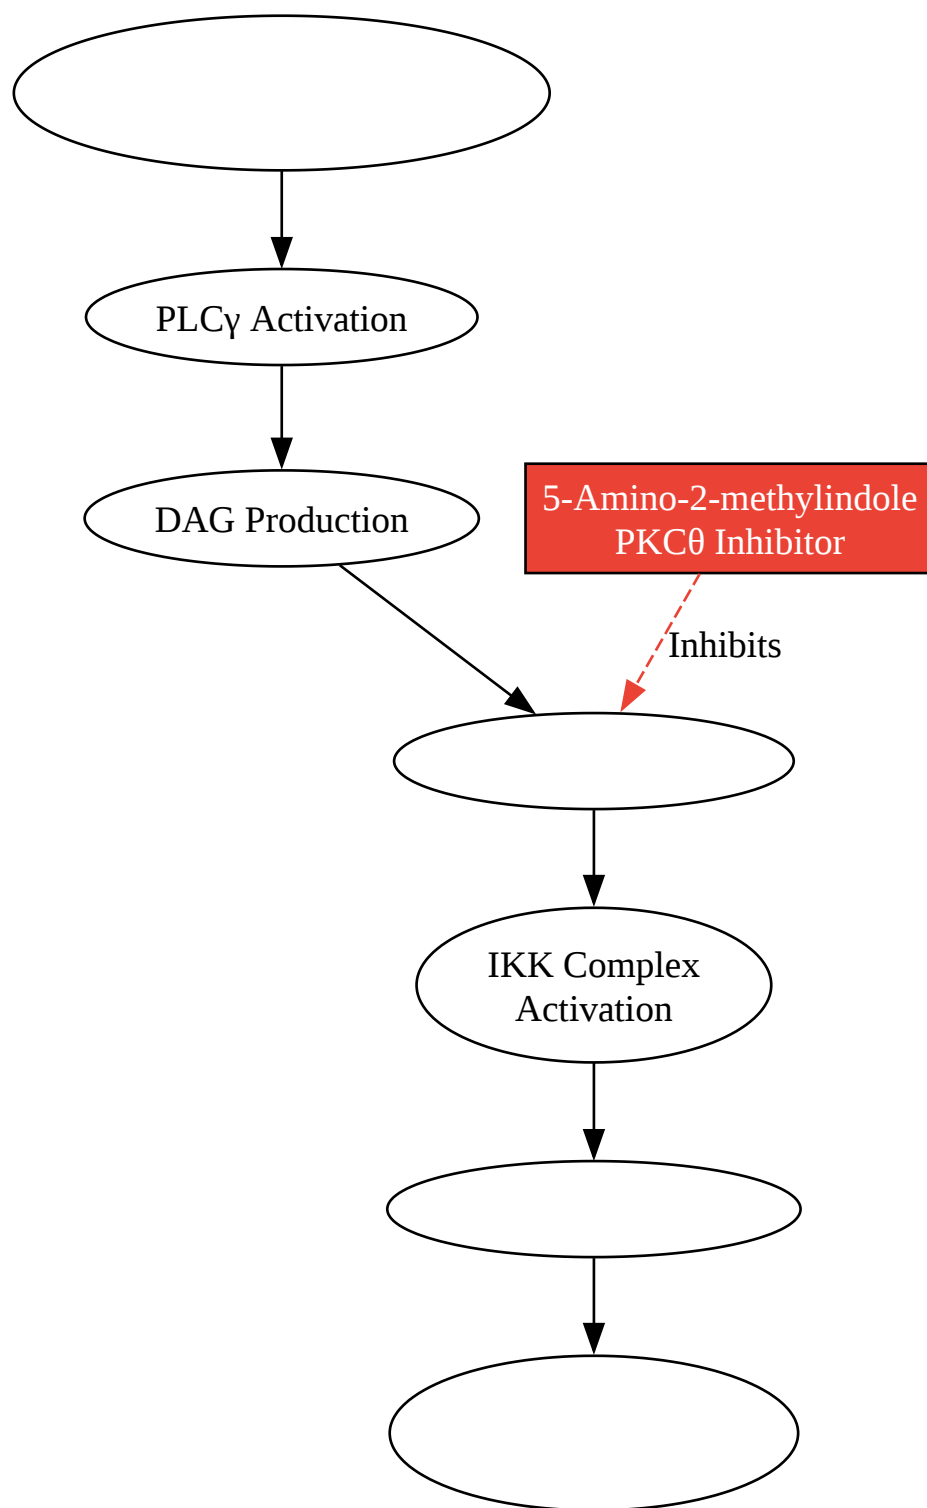 PLCγ Activation
DAG Production
5-Amino-2-methylindole
PKCθ Inhibitor
Inhibits
IKK Complex
Activation